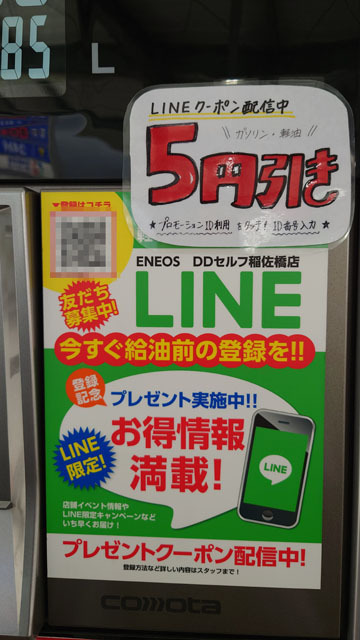 85 L
LINEクーポン配信中
ガソリン・軽油
5円引き
★プロモーションID利用 をタッチし ID番号入力★
▼登録はコチラ
友だち
募集中!
ENEOS DDセルフ稲佐橋店
LINE
今すぐ給油前の登録を!!
登録
記念
プレゼント実施中!!
LINE
限定!
お得情報
満載!
LINE
店舗イベント情報や
LINE限定キャンペーンなど
いち早くお届け!
プレゼントクーポン配信中!
登録方法など詳しい内容はスタッフまで!
comota